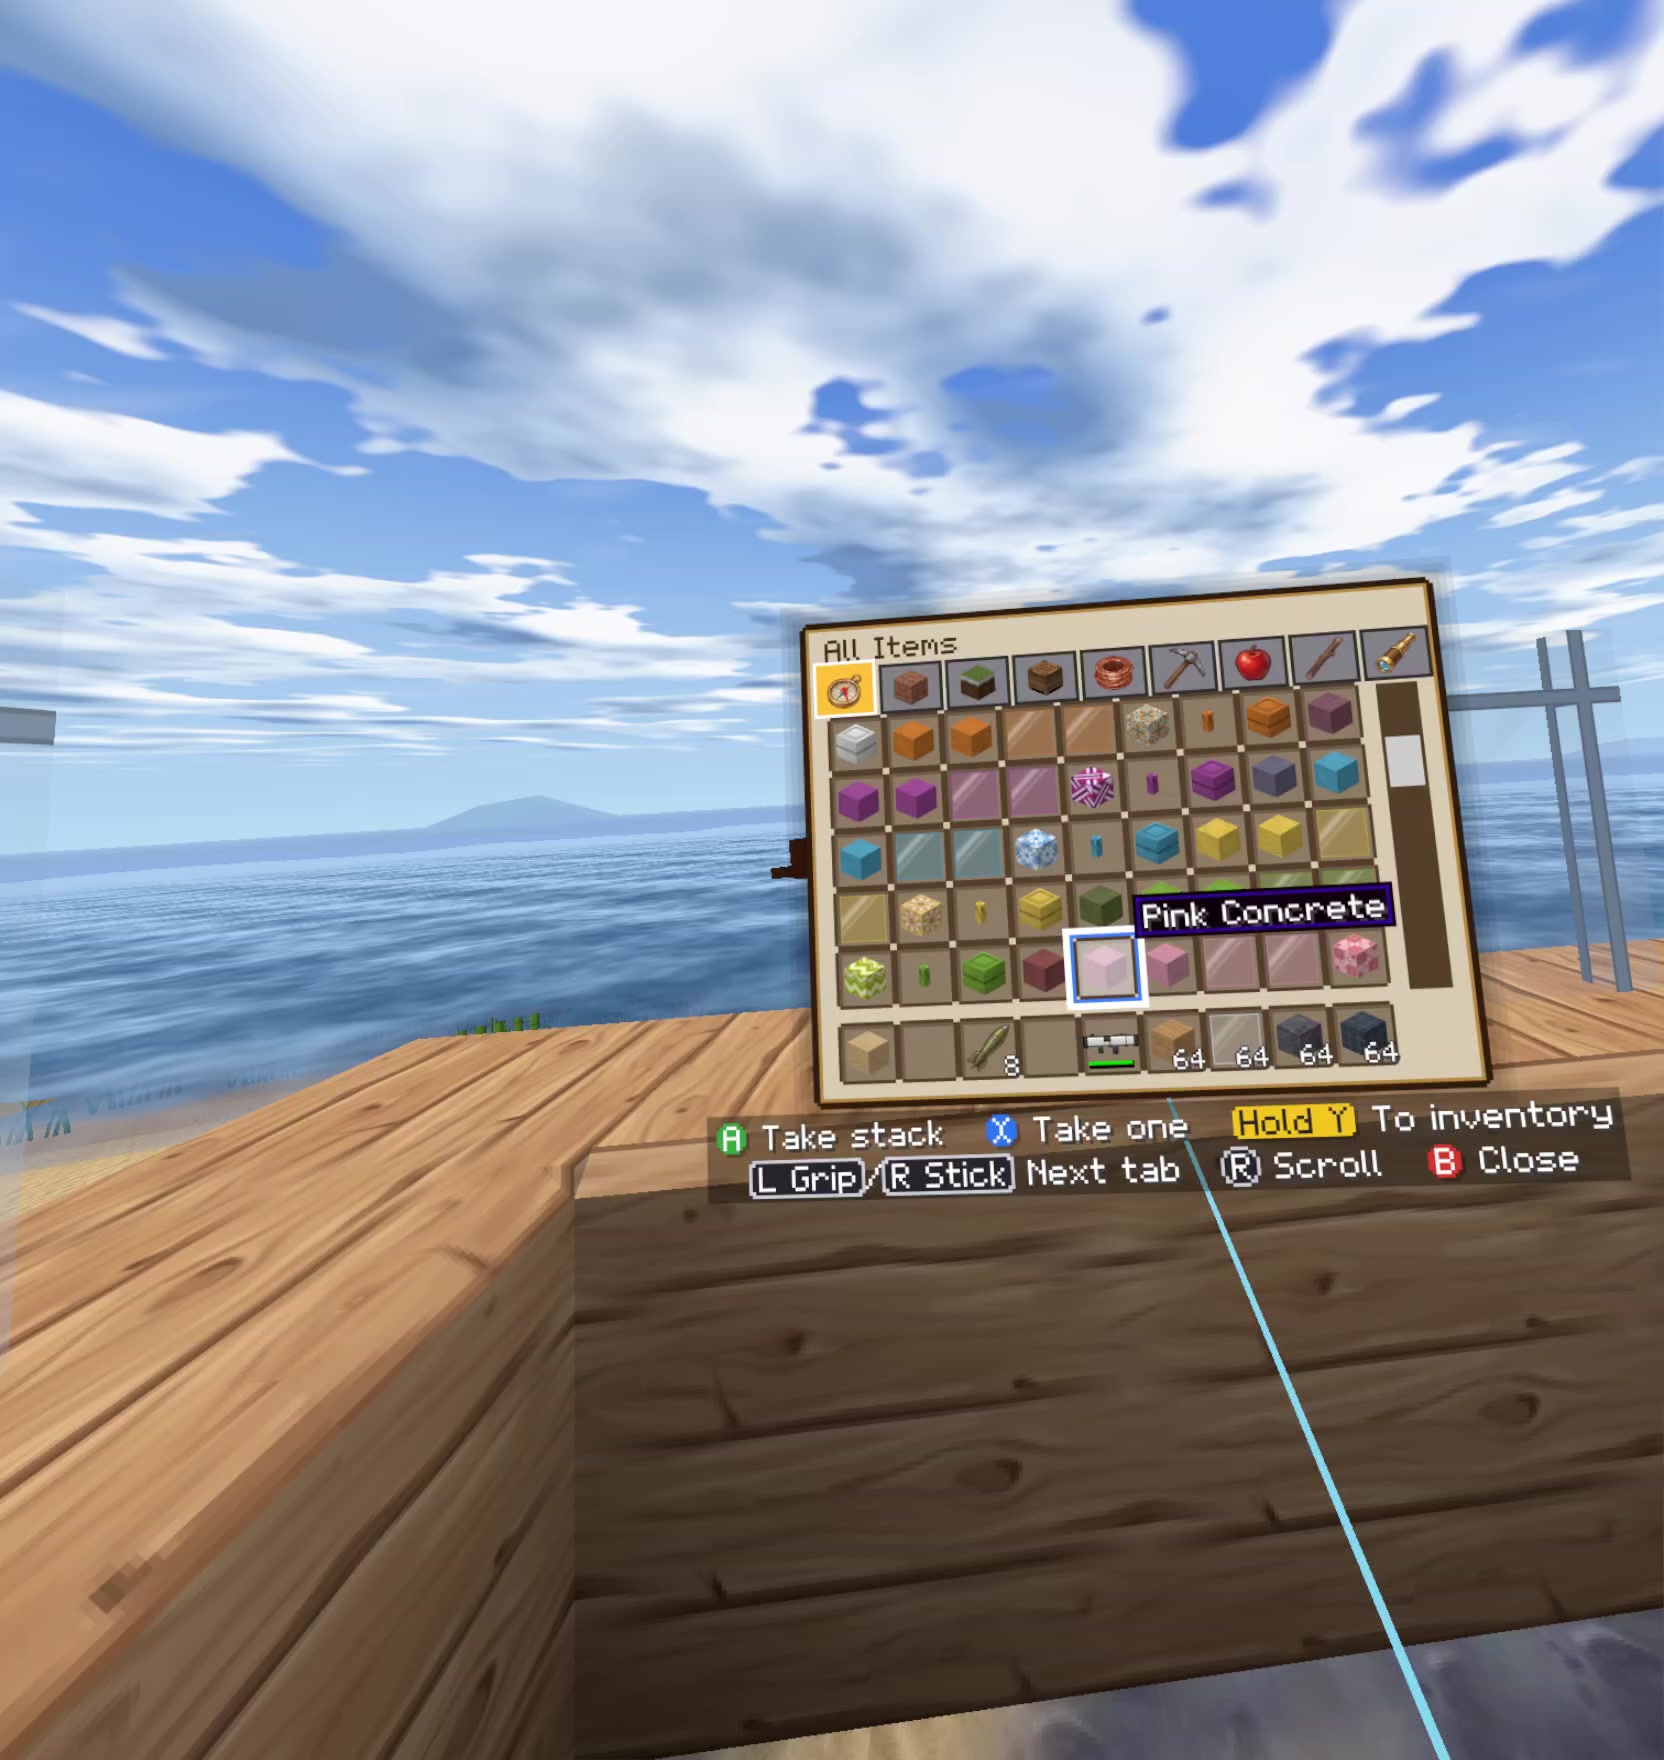 All Items
Pink Concrete
8
64
64
64
64
A Take stack X Take one Hold Y To inventory
L Grip/R Stick Next tab R Scroll B Close